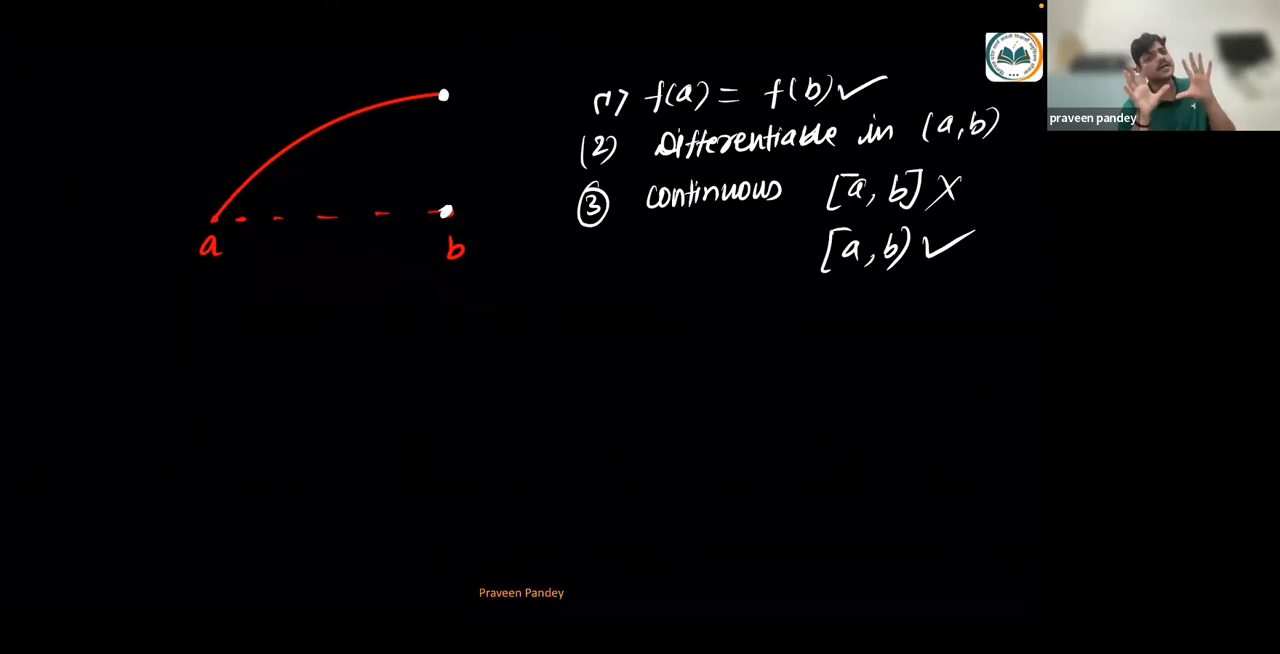 (1) f(a) = f(b) ✓
(2) Differentiable in (a,b)
③ continuous [a, b] ✗
[a, b) ✓
a
b
praveen pandey
Praveen Pandey